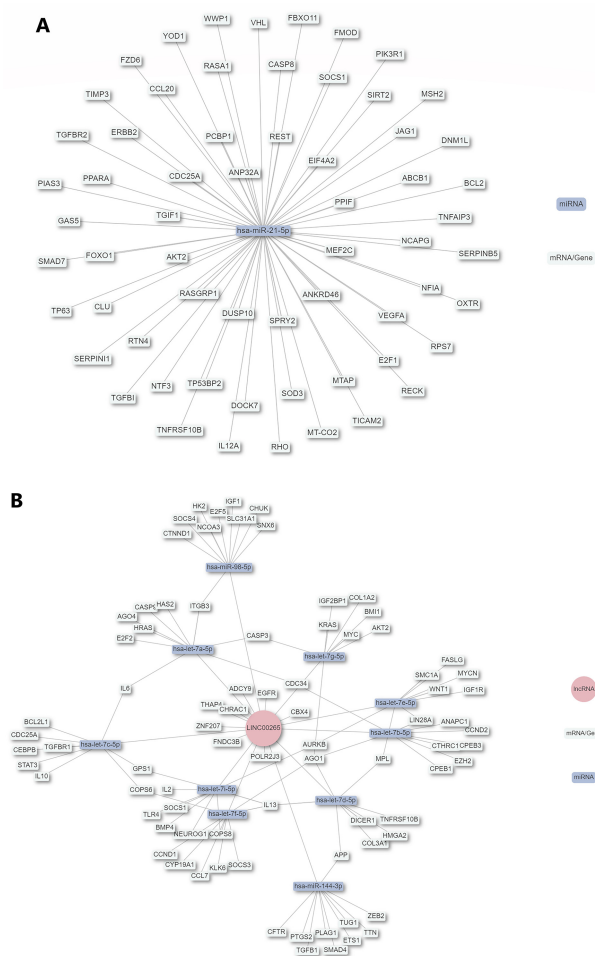 A
WWP1
VHL
FBXO11
YOD1
FMOD
PIK3R1
FZD6
RASA1
CASP8
SOCS1
CCL20
TIMP3
SIRT2
MSH2
TGFBR2
ERBB2
PCBP1
REST
JAG1
DNM1L
EIF4A2
CDC25A
ANP32A
PIAS3
PPARA
ABCB1
BCL2
PPIF
GAS5
TGIF1
TNFAIP3
hsa-miR-21-5p
NCAPG
SMAD7
FOXO1
AKT2
MEF2C
SERPINB5
RASGRP1
ANKRD46
NFIA
OXTR
TP63
CLU
DUSP10
SPRY2
VEGFA
RTN4
RPS7
SERPINI1
E2F1
NTF3
TP53BP2
MTAP
RECK
TGFBI
SOD3
DOCK7
TICAM2
TNFRSF10B
MT-CO2
IL12A
RHO
miRNA
mRNA/Gene
B
HK2
IGF1
E2F5
CHUK
SOCS4
SLC31A1
NCOA3
SNX6
CTNND1
hsa-miR-98-5p
CASP9
HAS2
ITGB3
AGO4
HRAS
E2F2
hsa-let-7a-5p
CASP3
IGF2BP1
COL1A2
BMI1
KRAS
MYC
AKT2
hsa-let-7g-5p
FASLG
SMC1A
MYCN
WNT1
IGF1R
hsa-let-7e-5p
IL6
ADCY9
EGFR
CDC34
THAP4
CHRAC1
CBX4
LIN28A
ANAPC1
BCL2L1
ZNF207
LINC00265
hsa-let-7b-5p
CCND2
CDC25A
hsa-let-7c-5p
FNDC3B
AURKB
CTHRC1
CPEB3
CEBPB
TGFBR1
POLR2J3
AGO1
MPL
EZH2
STAT3
GPS1
CPEB1
IL10
COPS6
IL2
hsa-let-7i-5p
hsa-let-7d-5p
SOCS1
IL13
TLR4
hsa-let-7f-5p
DICER1
TNFRSF10B
BMP4
NEUROG1
COPS8
HMGA2
COL3A1
CCND1
CYP19A1
KLK6
SOCS3
CCL7
APP
hsa-miR-144-3p
ZEB2
TUG1
CFTR
PLAG1
TTN
PTGS2
ETS1
TGFB1
SMAD4
lncRNA
mRNA/Ge
miRNA